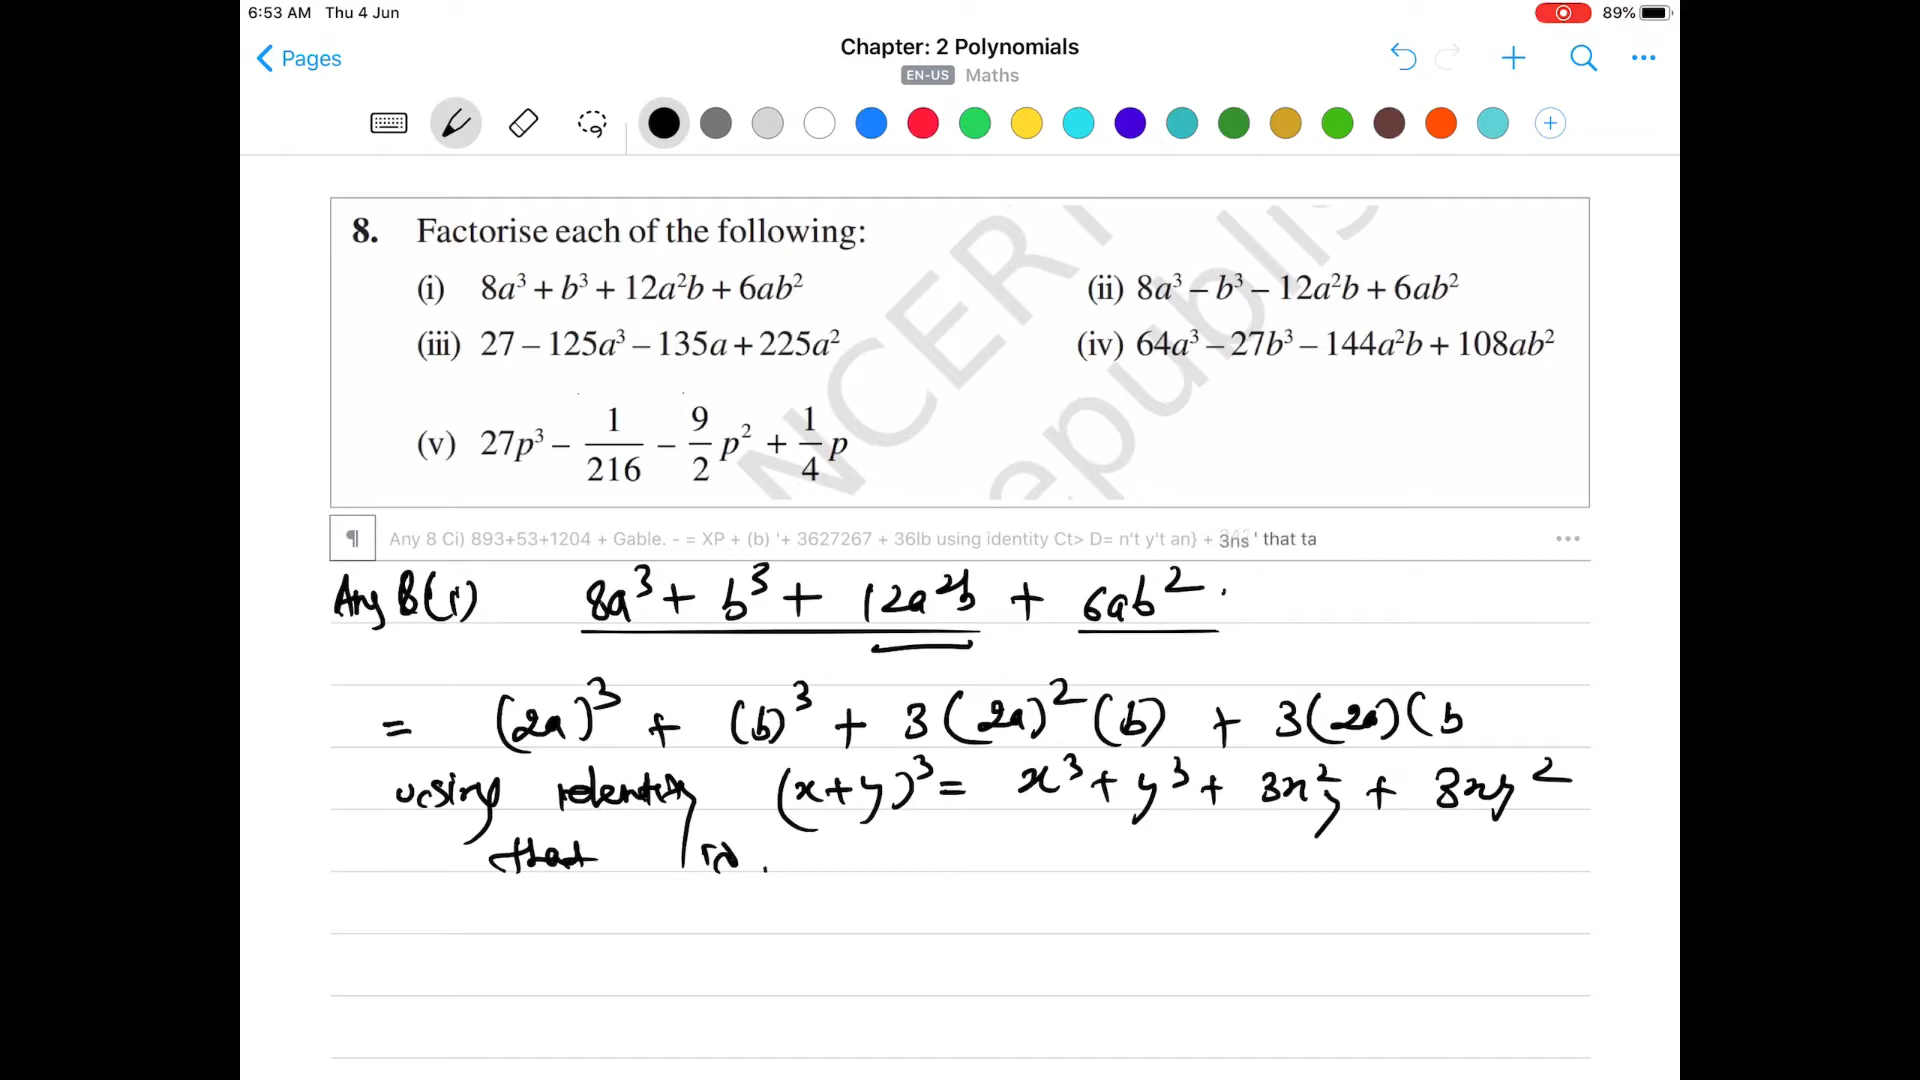 6:53 AM Thu 4 Jun
89%
Pages
Chapter: 2 Polynomials
EN-US Maths
8. Factorise each of the following:
(i) 8a³ + b³ + 12a²b + 6ab²
(ii) 8a³ – b³ – 12a²b + 6ab²
(iii) 27 – 125a³ – 135a + 225a²
(iv) 64a³ – 27b³ – 144a²b + 108ab²
(v) 27p³ – 1/216 – 9/2 p² + 1/4 p
NCERT
republis
¶ Any 8 Ci) 893+53+1204 + Gable. - = XP + (b) '+ 3627267 + 36lb using identity Ct> D= n't y't an} + 3ns ' that ta
Ans 8(i) 8a³ + b³ + 12a²b + 6ab².
= (2a)³ + (b)³ + 3(2a)²(b) + 3(2a)(b
using identity (x+y)³ = x³ + y³ + 3x²y + 3xy²
that is.